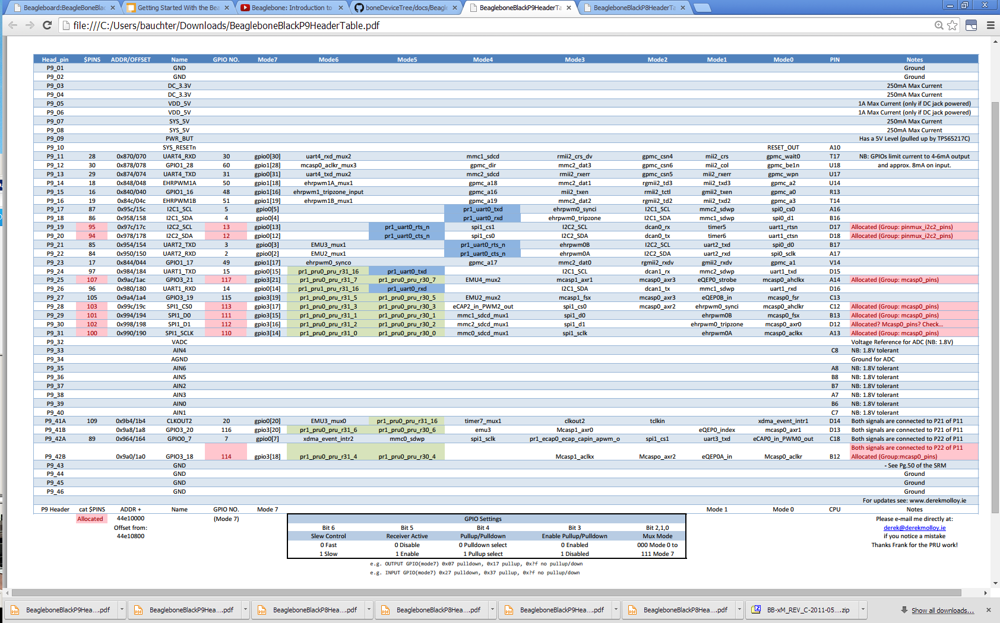 Beagleboard:BeagleBoneBlac
Getting Started With the Bea
Beaglebone: Introduction to
boneDeviceTree/docs/Beagle
BeagleboneBlackP9HeaderTa
BeagleboneBlackP8HeaderTa
file:///C:/Users/bauchter/Downloads/BeagleboneBlackP9HeaderTable.pdf
Head_pin $PINS ADDR/OFFSET Name GPIO NO. Mode7 Mode6 Mode5 Mode4 Mode3 Mode2 Mode1 Mode0 PIN Notes
P9_01 GND Ground
P9_02 GND Ground
P9_03 DC_3.3V 250mA Max Current
P9_04 DC_3.3V 250mA Max Current
P9_05 VDD_5V 1A Max Current (only if DC jack powered)
P9_06 VDD_5V 1A Max Current (only if DC jack powered)
P9_07 SYS_5V 250mA Max Current
P9_08 SYS_5V 250mA Max Current
P9_09 PWR_BUT Has a 5V Level (pulled up by TPS65217C)
P9_10 SYS_RESETn RESET_OUT A10
P9_11 28 0x870/070 UART4_RXD 30 gpio0[30] uart4_rxd_mux2 mmc1_sdcd rmii2_crs_dv gpmc_csn4 mii2_crs gpmc_wait0 T17 NB: GPIOs limit current to 4-6mA output
P9_12 30 0x878/078 GPIO1_28 60 gpio1[28] mcasp0_aclkr_mux3 gpmc_dir mmc2_dat3 gpmc_csn6 mii2_col gpmc_be1n U18 and approx. 8mA on input.
P9_13 29 0x874/074 UART4_TXD 31 gpio0[31] uart4_txd_mux2 mmc2_sdcd rmii2_rxerr gpmc_csn5 mii2_rxerr gpmc_wpn U17
P9_14 18 0x848/048 EHRPWM1A 50 gpio1[18] ehrpwm1A_mux1 gpmc_a18 mmc2_dat1 rgmii2_td3 mii2_txd3 gpmc_a2 U14
P9_15 16 0x840/040 GPIO1_16 48 gpio1[16] ehrpwm1_tripzone_input gpmc_a16 mii2_txen rmii2_tctl gmii2_txen gpmc_a0 R13
P9_16 19 0x84c/04c EHRPWM1B 51 gpio1[19] ehrpwm1B_mux1 gpmc_a19 mmc2_dat2 rgmii2_td2 mii2_txd2 gpmc_a3 T14
P9_17 87 0x95c/15c I2C1_SCL 5 gpio0[5] pr1_uart0_txd ehrpwm0_synci I2C1_SCL mmc2_sdwp spi0_cs0 A16
P9_18 86 0x958/158 I2C1_SDA 4 gpio0[4] pr1_uart0_rxd ehrpwm0_tripzone I2C1_SDA mmc1_sdwp spi0_d1 B16
P9_19 95 0x97c/17c I2C2_SCL 13 gpio0[13] pr1_uart0_rts_n spi1_cs1 I2C2_SCL dcan0_rx timer5 uart1_rtsn D17 Allocated (Group: pinmux_i2c2_pins)
P9_20 94 0x978/178 I2C2_SDA 12 gpio0[12] pr1_uart0_cts_n spi1_cs0 I2C2_SDA dcan0_tx timer6 uart1_ctsn D18 Allocated (Group: pinmux_i2c2_pins)
P9_21 85 0x954/154 UART2_TXD 3 gpio0[3] EMU3_mux1 pr1_uart0_rts_n ehrpwm0B I2C2_SCL uart2_txd spi0_d0 B17
P9_22 84 0x950/150 UART2_RXD 2 gpio0[2] EMU2_mux1 pr1_uart0_cts_n ehrpwm0A I2C2_SDA uart2_rxd spi0_sclk A17
P9_23 17 0x844/044 GPIO1_17 49 gpio1[17] ehrpwm0_synco gpmc_a17 mmc2_dat0 rgmii2_rxdv gmii2_rxdv gpmc_a1 V14
P9_24 97 0x984/184 UART1_TXD 15 gpio0[15] pr1_pru0_pru_r31_16 pr1_uart0_txd I2C1_SCL dcan1_rx mmc2_sdwp uart1_txd D15
P9_25 107 0x9ac/1ac GPIO3_21 117 gpio3[21] pr1_pru0_pru_r31_7 pr1_pru0_pru_r30_7 EMU4_mux2 mcasp1_axr1 mcasp0_axr3 eQEP0_strobe mcasp0_ahclkx A14 Allocated (Group: mcasp0_pins)
P9_26 96 0x980/180 UART1_RXD 14 gpio0[14] pr1_pru1_pru_r31_16 pr1_uart0_rxd I2C1_SDA dcan1_tx mmc1_sdwp uart1_rxd D16
P9_27 105 0x9a4/1a4 GPIO3_19 115 gpio3[19] pr1_pru0_pru_r31_5 pr1_pru0_pru_r30_5 EMU2_mux2 mcasp1_fsx mcasp0_axr3 eQEP0B_in mcasp0_fsr C13
P9_28 103 0x99c/19c SPI1_CS0 113 gpio3[17] pr1_pru0_pru_r31_3 pr1_pru0_pru_r30_3 eCAP2_in_PWM2_out spi1_cs0 mcasp0_axr2 ehrpwm0_synci mcasp0_ahclkr C12 Allocated (Group: mcasp0_pins)
P9_29 101 0x994/194 SPI1_D0 111 gpio3[15] pr1_pru0_pru_r31_1 pr1_pru0_pru_r30_1 mmc1_sdcd_mux1 spi1_d0 ehrpwm0B mcasp0_fsx B13 Allocated (Group: mcasp0_pins)
P9_30 102 0x998/198 SPI1_D1 112 gpio3[16] pr1_pru0_pru_r31_2 pr1_pru0_pru_r30_2 mmc2_sdcd_mux1 spi1_d1 ehrpwm0_tripzone mcasp0_axr0 D12 Allocated? Mcasp0_pins? Check...
P9_31 100 0x990/190 SPI1_SCLK 110 gpio3[14] pr1_pru0_pru_r31_0 pr1_pru0_pru_r30_0 mmc0_sdcd_mux1 spi1_sclk ehrpwm0A mcasp0_aclkx A13 Allocated (Group: mcasp0_pins)
P9_32 VADC Voltage Reference for ADC (NB: 1.8V)
P9_33 AIN4 C8 NB: 1.8V tolerant
P9_34 AGND Ground for ADC
P9_35 AIN6 A8 NB: 1.8V tolerant
P9_36 AIN5 B8 NB: 1.8V tolerant
P9_37 AIN2 B7 NB: 1.8V tolerant
P9_38 AIN3 A7 NB: 1.8V tolerant
P9_39 AIN0 B6 NB: 1.8V tolerant
P9_40 AIN1 C7 NB: 1.8V tolerant
P9_41A 109 0x9b4/1b4 CLKOUT2 20 gpio0[20] EMU3_mux0 pr1_pru0_pru_r31_16 timer7_mux1 clkout2 tclkin xdma_event_intr1 D14 Both signals are connected to P21 of P11
P9_41B 0x9a8/1a8 GPIO3_20 116 gpio3[20] pr1_pru0_pru_r31_6 pr1_pru0_pru_r30_6 emu3 Mcasp1_axr0 eQEP0_index mcasp0_axr1 D13 Both signals are connected to P21 of P11
P9_42A 89 0x964/164 GPIO0_7 7 gpio0[7] xdma_event_intr2 mmc0_sdwp spi1_sclk pr1_ecap0_ecap_capin_apwm_o spi1_cs1 uart3_txd eCAP0_in_PWM0_out C18 Both signals are connected to P22 of P11
Both signals are connected to P22 of P11
P9_42B 0x9a0/1a0 GPIO3_18 114 gpio3[18] pr1_pru0_pru_r31_4 pr1_pru0_pru_r30_4 Mcasp1_aclkx Mcaspo_axr2 eQEP0A_in Mcasp0_aclkr B12 Allocated (Group:mcasp0_pins)
P9_43 GND - See Pg.50 of the SRM
P9_44 GND Ground
P9_45 GND Ground
P9_46 GND Ground
For updates see: www.derekmolloy.ie
P9 Header cat $PINS ADDR + Name GPIO NO. Mode 7 Mode 1 Mode 0 CPU Notes
Allocated 44e10000 (Mode 7) GPIO Settings Please e-mail me directly at:
Offset from: Bit 6 Bit 5 Bit 4 Bit 3 Bit 2,1,0 derek@derekmolloy.ie
44e10800 Slew Control Receiver Active Pullup/Pulldown Enable Pullup/Pulldown Mux Mode if you notice a mistake
0 Fast 0 Disable 0 Pulldown select 0 Enabled 000 Mode 0 to Thanks Frank for the PRU work!
1 Slow 1 Enable 1 Pullup select 1 Disabled 111 Mode 7
e.g. OUTPUT GPIO(mode7) 0x07 pulldown, 0x17 pullup, 0x?f no pullup/down
e.g. INPUT GPIO(mode7) 0x27 pulldown, 0x37 pullup, 0x?f no pullup/down
BeagleboneBlackP9Hea....pdf
BeagleboneBlackP9Hea....pdf
BeagleboneBlackP8Hea....pdf
BeagleboneBlackP8Hea....pdf
BeagleboneBlackP9Hea....pdf
BeagleboneBlackP8Hea....pdf
BB-xM_REV_C-2011-05....zip
Show all downloads...